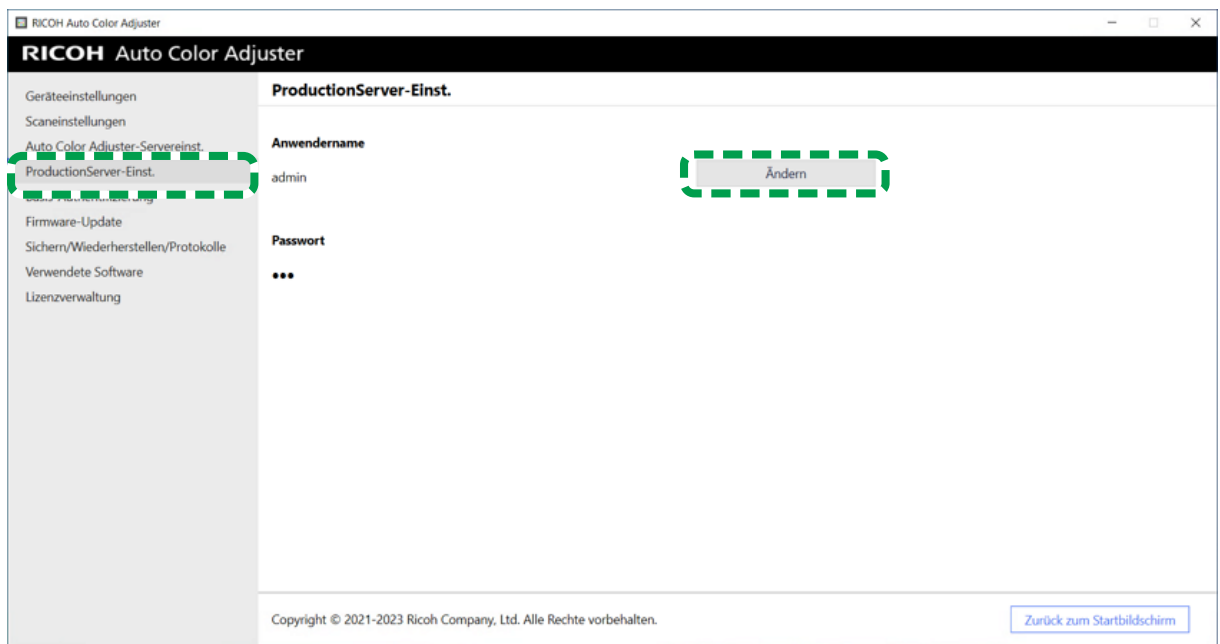 RICOH Auto Color Adjuster
RICOH Auto Color Adjuster
Geräteeinstellungen
Scaneinstellungen
Auto Color Adjuster-Servereinst.
ProductionServer-Einst.
Basis-Authentifizierung
Firmware-Update
Sichern/Wiederherstellen/Protokolle
Verwendete Software
Lizenzverwaltung
ProductionServer-Einst.
Anwendername
admin
Ändern
Passwort
•••
Copyright © 2021-2023 Ricoh Company, Ltd. Alle Rechte vorbehalten.
Zurück zum Startbildschirm